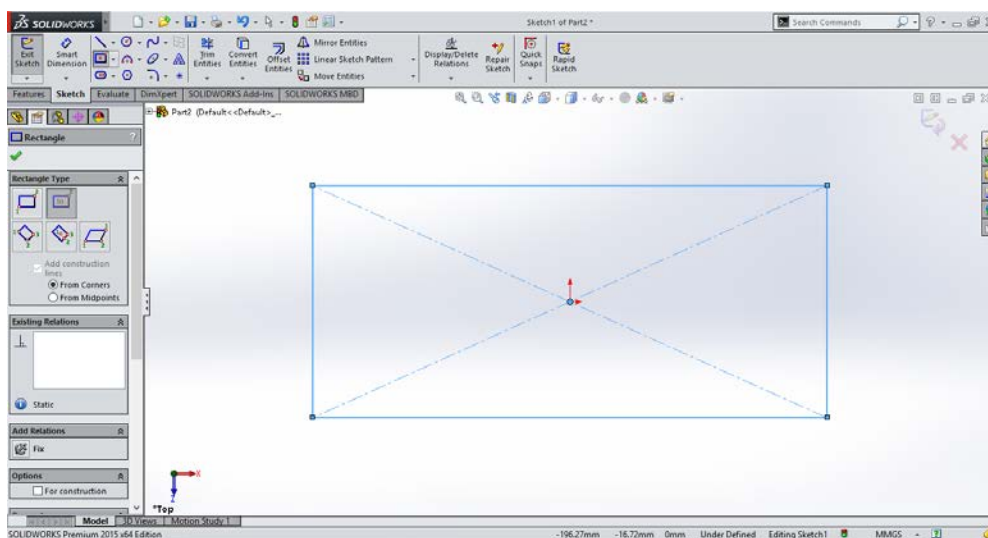 SOLIDWORKS
Sketch1 of Part2 *
Search Commands
Exit Sketch
Smart Dimension
Trim Entities
Convert Entities
Offset Entities
Mirror Entities
Linear Sketch Pattern
Move Entities
Display/Delete Relations
Repair Sketch
Quick Snaps
Rapid Sketch
Features Sketch Evaluate DimXpert SOLIDWORKS Add-Ins SOLIDWORKS MBD
Part2 (Default<<Default>_...
Rectangle ?
Rectangle Type
Add construction
lines
From Corners
From Midpoints
Existing Relations
Static
Add Relations
Fix
Options
For construction
X
Z
*Top
Model 3D Views Motion Study 1
SOLIDWORKS Premium 2015 x64 Edition -196.27mm -16.72mm 0mm Under Defined Editing Sketch1 MMGS